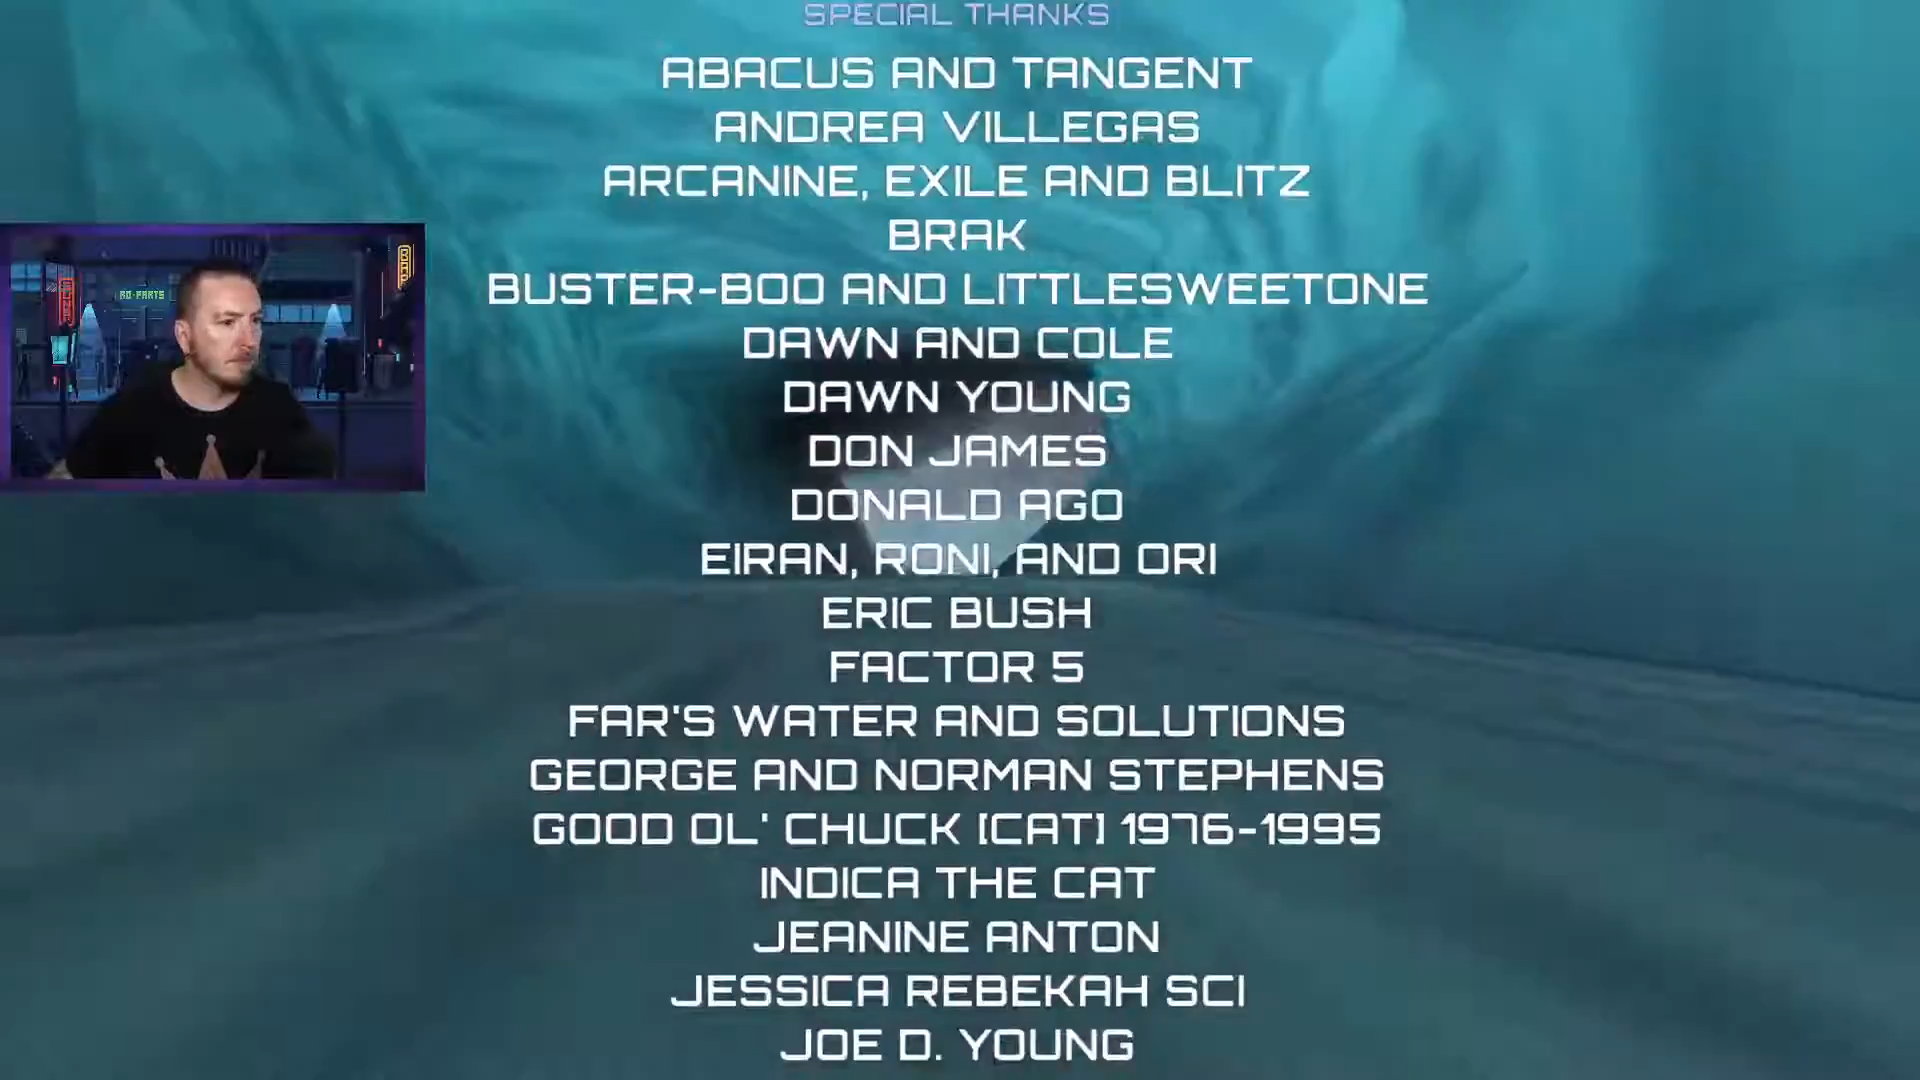 SPECIAL THANKS
ABACUS AND TANGENT
ANDREA VILLEGAS
ARCANINE, EXILE AND BLITZ
BRAK
BUSTER-BOO AND LITTLESWEETONE
DAWN AND COLE
DAWN YOUNG
DON JAMES
DONALD AGO
EIRAN, RONI, AND ORI
ERIC BUSH
FACTOR 5
FAR'S WATER AND SOLUTIONS
GEORGE AND NORMAN STEPHENS
GOOD OL' CHUCK [CAT] 1976-1995
INDICA THE CAT
JEANINE ANTON
JESSICA REBEKAH SCI
JOE D. YOUNG